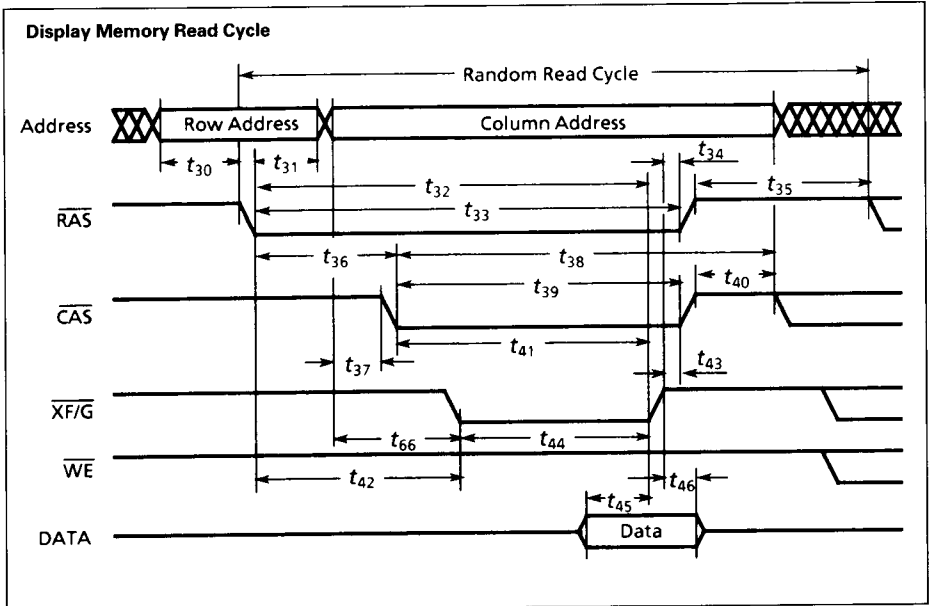 Display Memory Read Cycle
Random Read Cycle
Address
Row Address
Column Address
t30
t31
t34
t32
t35
RAS
t33
t36
t38
t39
t40
CAS
t41
t37
t43
XF/G
t66
t44
WE
t42
t46
t45
DATA
Data